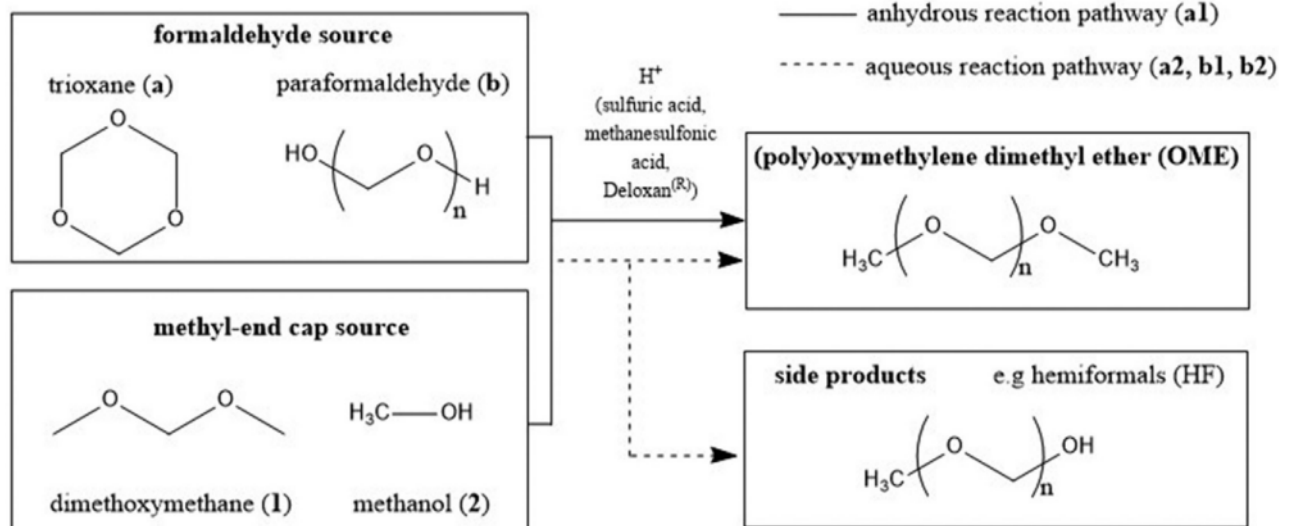 formaldehyde source
trioxane (a)
paraformaldehyde (b)
O
O
O
HO
O
H
n
methyl-end cap source
O
O
H₃C
OH
dimethoxymethane (1)
methanol (2)
H⁺
(sulfuric acid,
methanesulfonic
acid,
Deloxan⁽ᴿ⁾)
anhydrous reaction pathway (a1)
aqueous reaction pathway (a2, b1, b2)
(poly)oxymethylene dimethyl ether (OME)
H₃C
O
n
O
CH₃
side products
e.g hemiformals (HF)
H₃C
O
n
OH